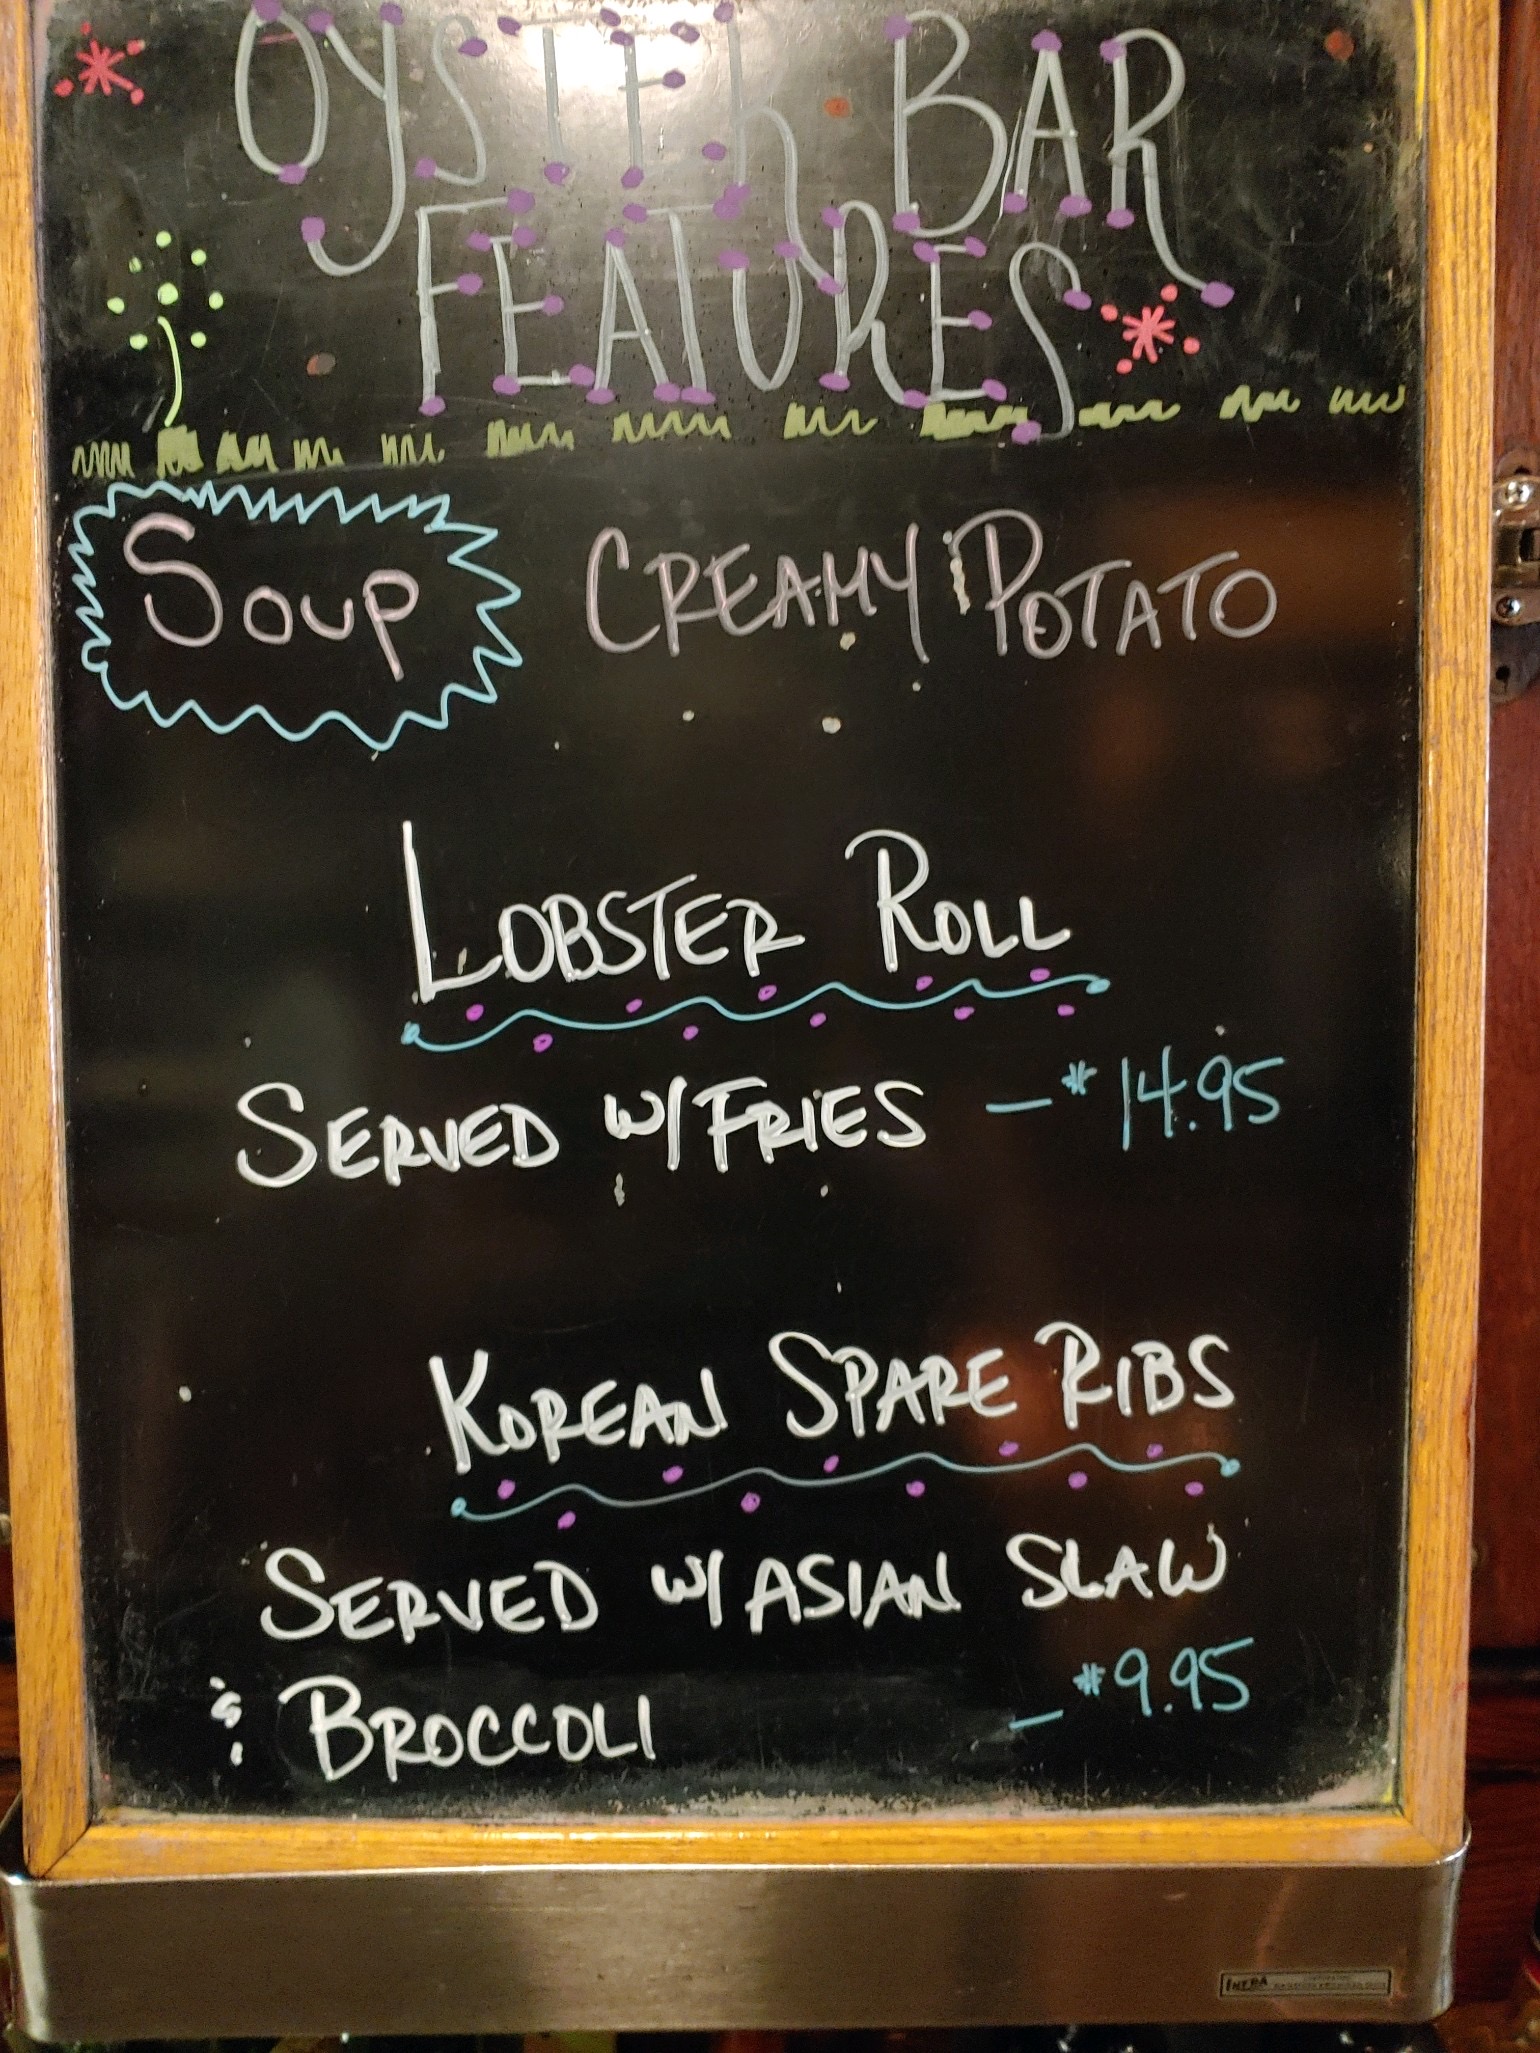 OYSTER BAR
FEATURES
SOUP CREAMY POTATO
LOBSTER ROLL
SERVED W/ FRIES - $14.95
KOREAN SPARE RIBS
SERVED W/ ASIAN SLAW
& BROCCOLI - $9.95